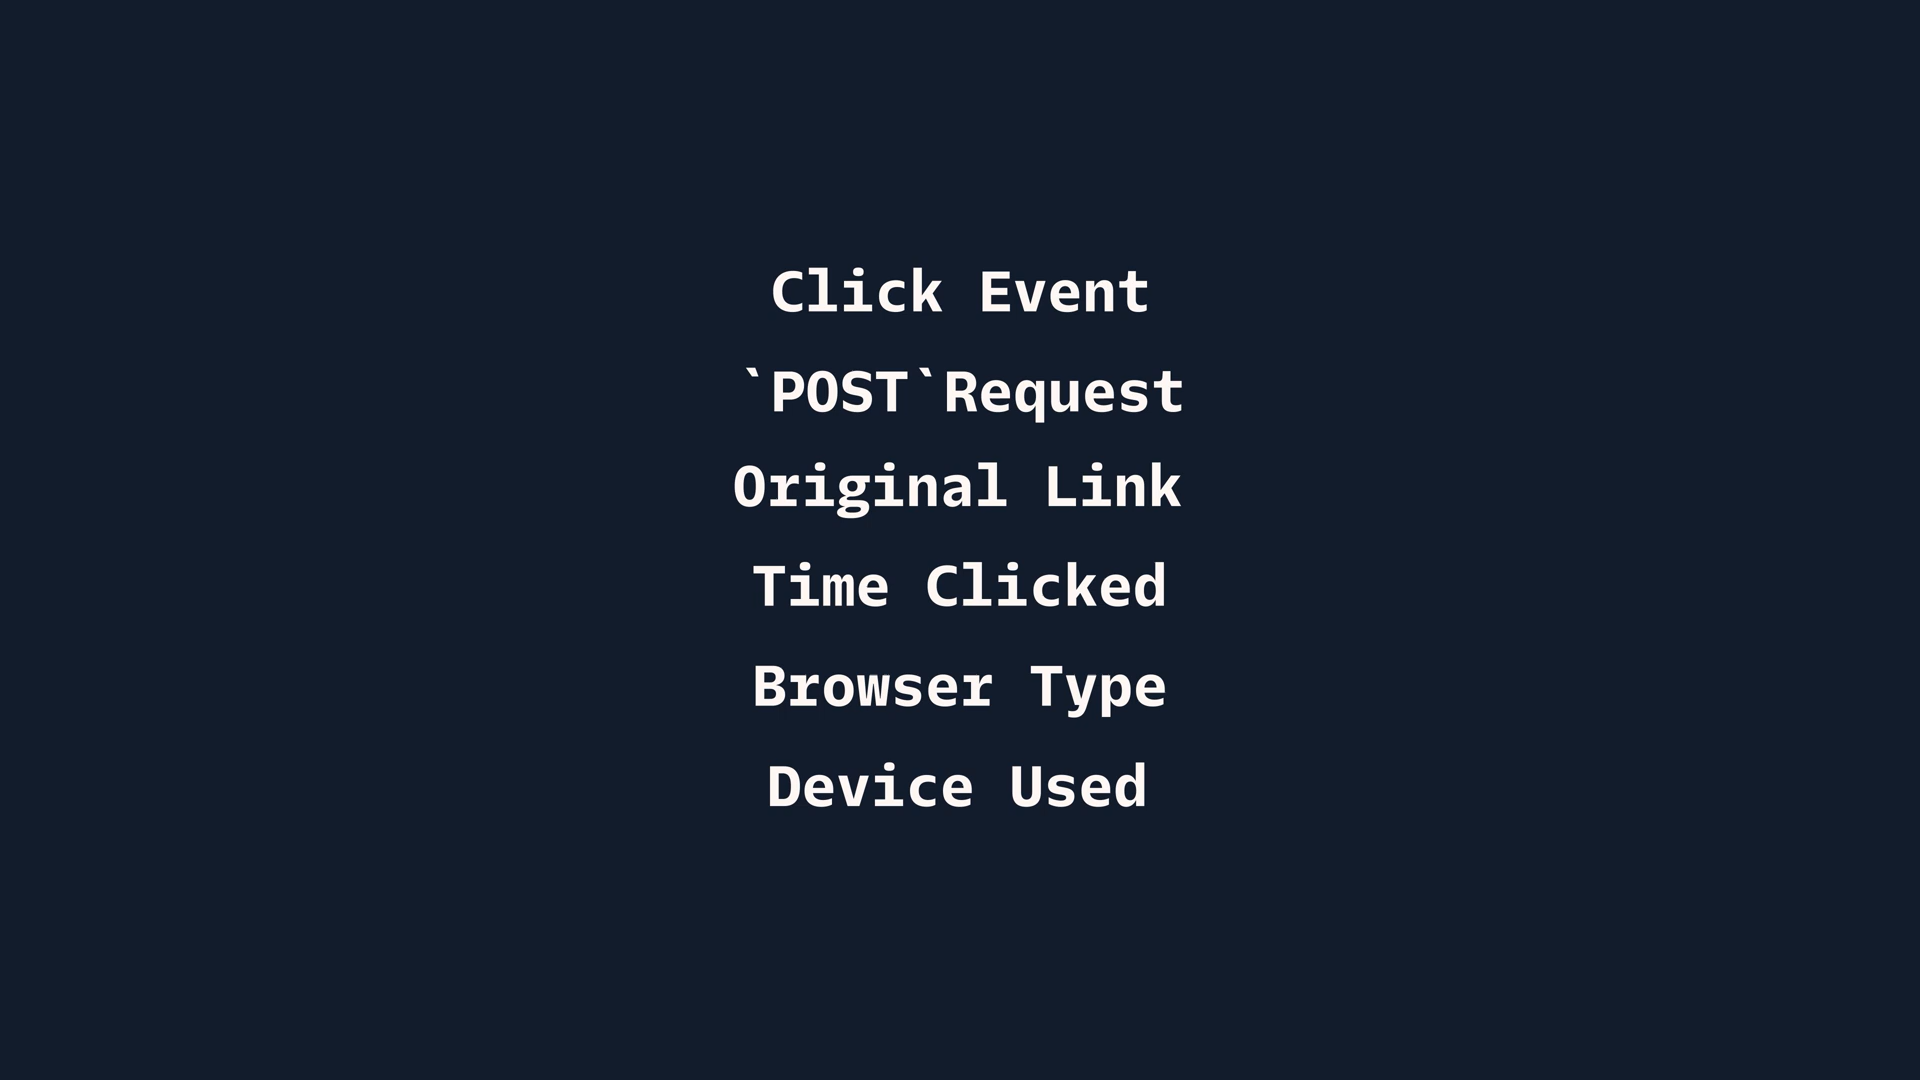 Click Event
`POST`Request
Original Link
Time Clicked
Browser Type
Device Used